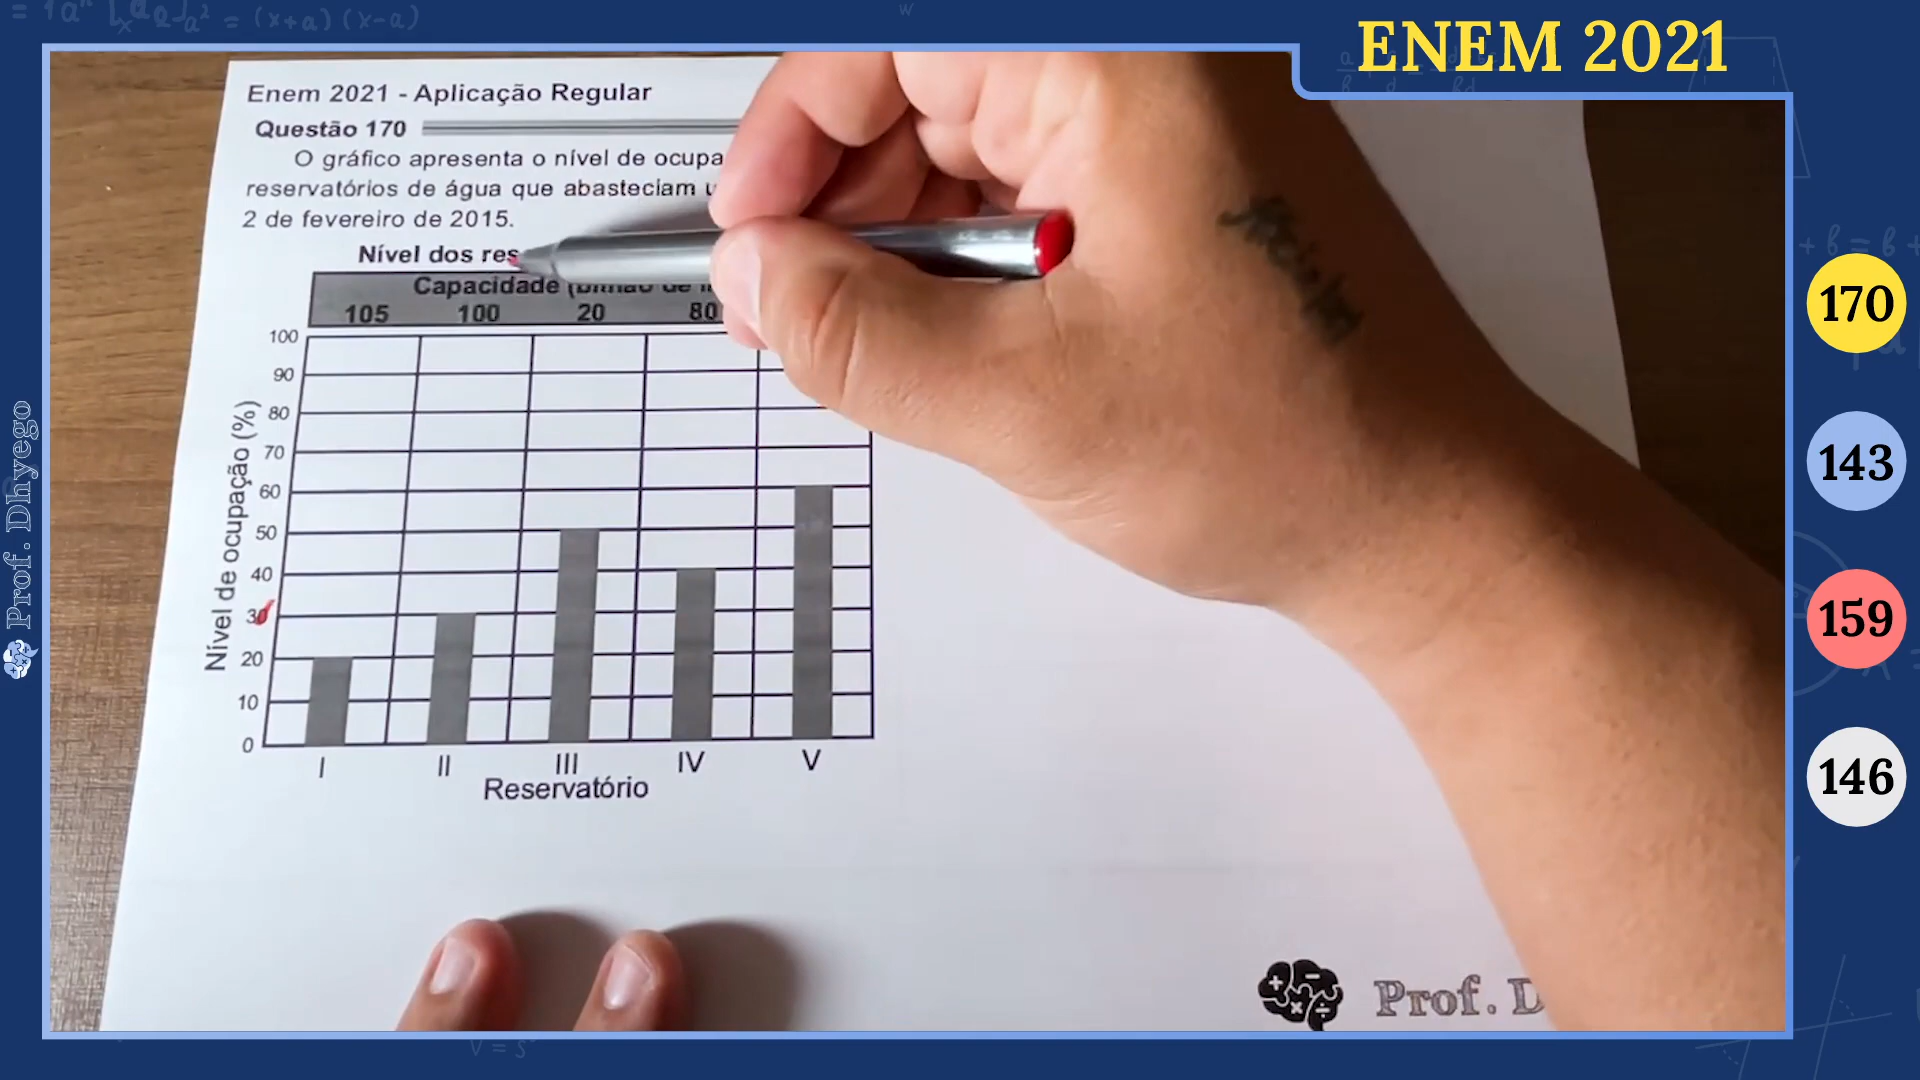 ENEM 2021
Enem 2021 - Aplicação Regular
Questão 170
O gráfico apresenta o nível de ocupa
reservatórios de água que abasteciam u
2 de fevereiro de 2015.
Nível dos res
Capacidade
105 100 20 80
Nível de ocupação (%)
100
90
80
70
60
50
40
30
20
10
0
I II III IV V
Reservatório
Prof. D
Prof. Dhyego
170
143
159
146